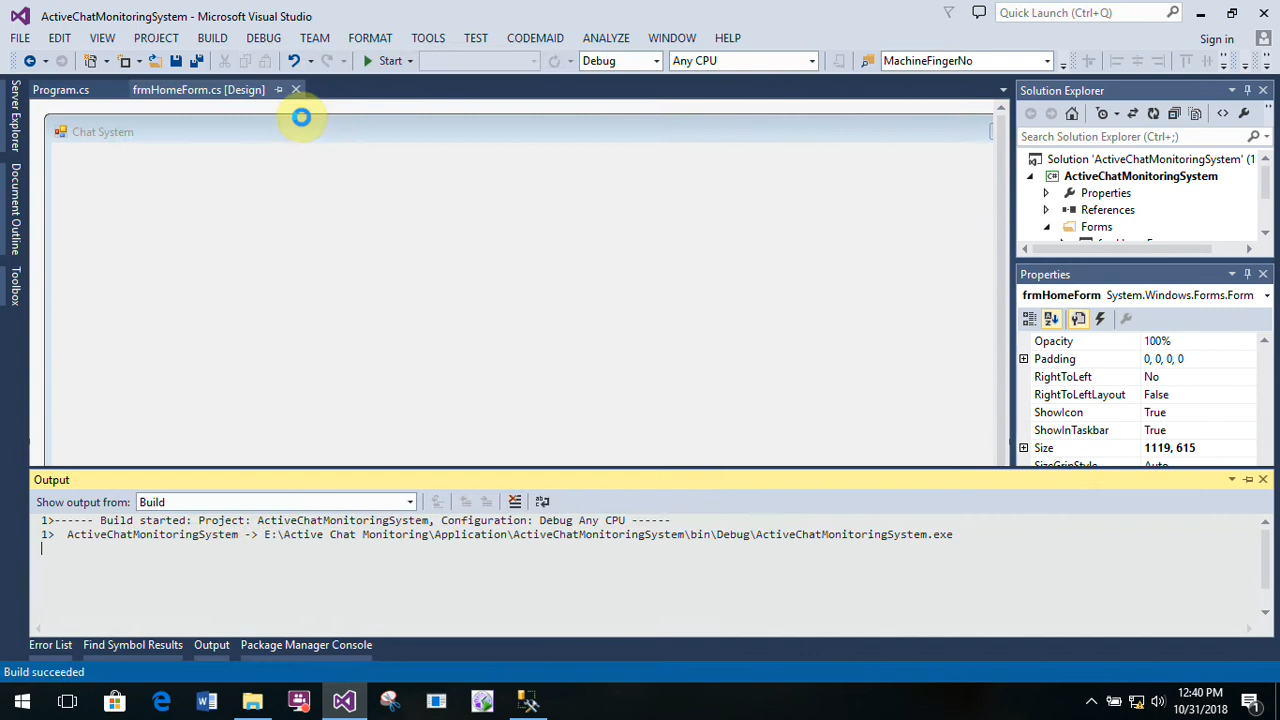 ActiveChatMonitoringSystem - Microsoft Visual Studio
Quick Launch (Ctrl+Q)
FILE EDIT VIEW PROJECT BUILD DEBUG TEAM FORMAT TOOLS TEST CODEMAID ANALYZE WINDOW HELP
Sign in
Start Debug Any CPU MachineFingerNo
Server Explorer
Document Outline
Toolbox
Program.cs frmHomeForm.cs [Design]
Chat System
Solution Explorer
Search Solution Explorer (Ctrl+;)
Solution 'ActiveChatMonitoringSystem' (1
ActiveChatMonitoringSystem
Properties
References
Forms
Properties
frmHomeForm System.Windows.Forms.Form
Opacity 100%
Padding 0, 0, 0, 0
RightToLeft No
RightToLeftLayout False
ShowIcon True
ShowInTaskbar True
Size 1119, 615
SizeGripStyle Auto
Output
Show output from: Build
1>------ Build started: Project: ActiveChatMonitoringSystem, Configuration: Debug Any CPU ------
1> ActiveChatMonitoringSystem -> E:\Active Chat Monitoring\Application\ActiveChatMonitoringSystem\bin\Debug\ActiveChatMonitoringSystem.exe
Error List Find Symbol Results Output Package Manager Console
Build succeeded
12:40 PM
10/31/2018